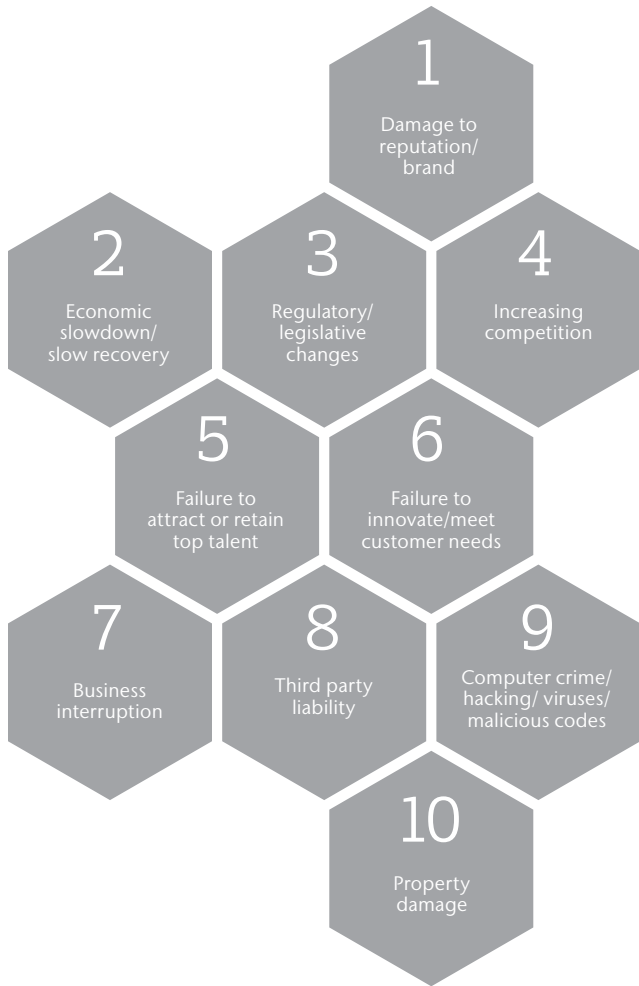 1
Damage to
reputation/
brand
2
Economic
slowdown/
slow recovery
3
Regulatory/
legislative
changes
4
Increasing
competition
5
Failure to
attract or retain
top talent
6
Failure to
innovate/meet
customer needs
7
Business
interruption
8
Third party
liability
9
Computer crime/
hacking/ viruses/
malicious codes
10
Property
damage